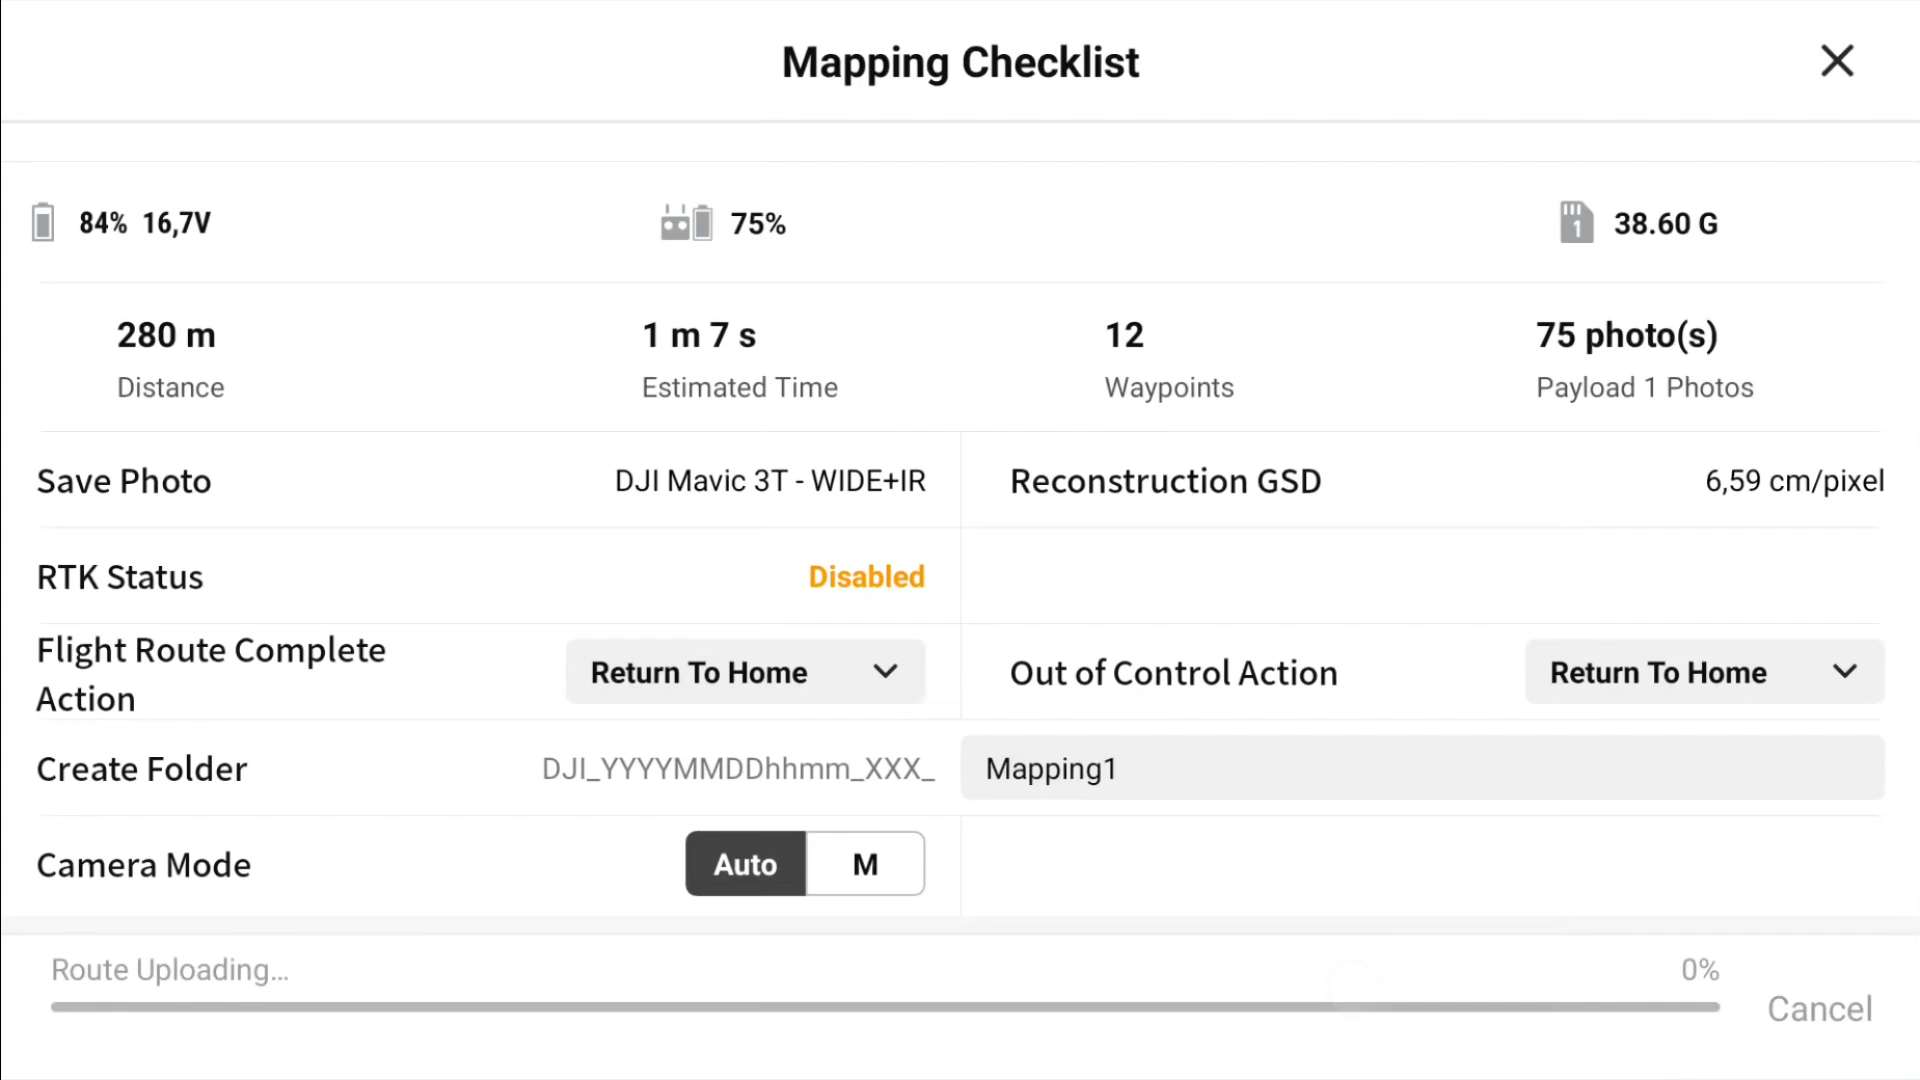 Mapping Checklist
84% 16,7V
75%
1
38.60 G
280 m
1 m 7 s
12
75 photo(s)
Distance
Estimated Time
Waypoints
Payload 1 Photos
Save Photo
DJI Mavic 3T - WIDE+IR
Reconstruction GSD
6,59 cm/pixel
RTK Status
Disabled
Flight Route Complete
Action
Return To Home
Out of Control Action
Return To Home
Create Folder
DJI_YYYYMMDDhhmm_XXX_
Mapping1
Camera Mode
Auto
M
Route Uploading...
0%
Cancel